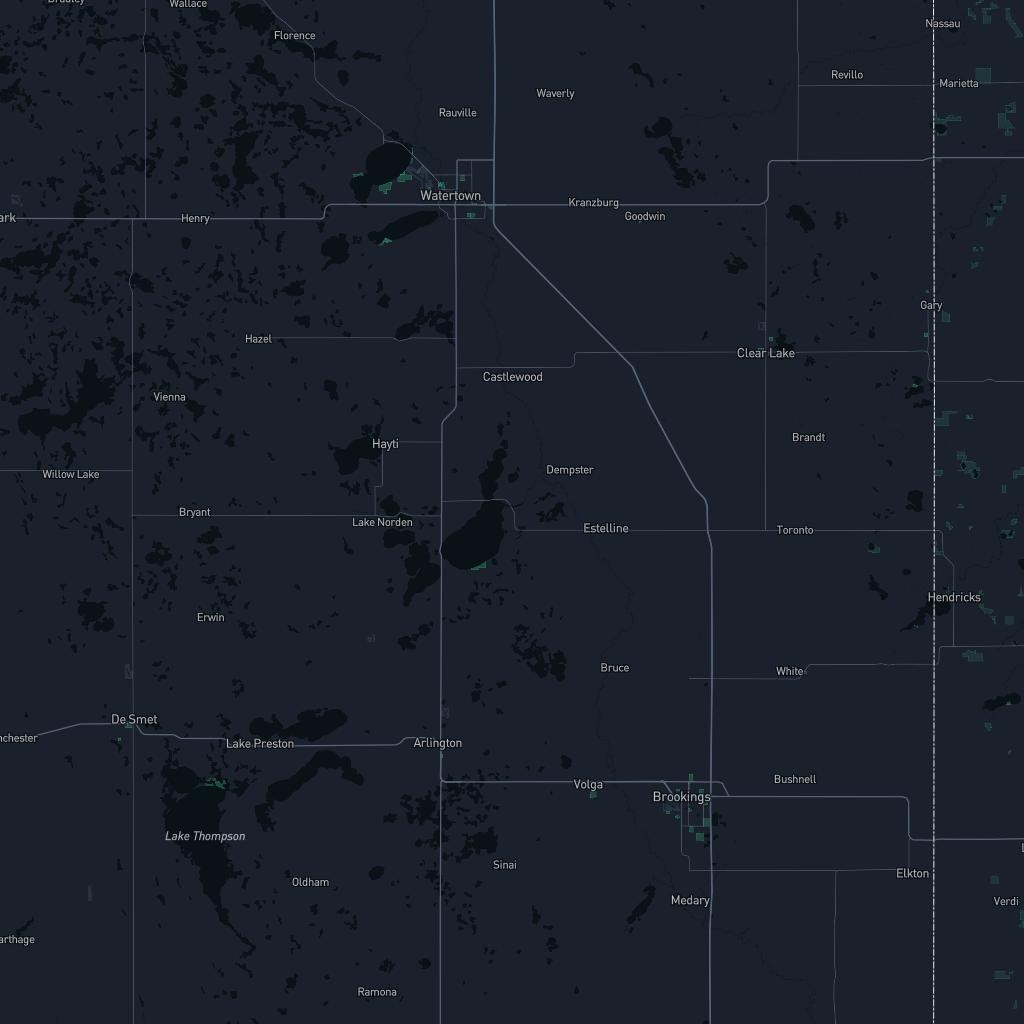 Wallace
Nassau
Florence
Revillo
Marietta
Waverly
Rauville
Watertown
Kranzburg
Goodwin
ark
Henry
Gary
Hazel
Clear Lake
Castlewood
Vienna
Brandt
Hayti
Dempster
Willow Lake
Bryant
Lake Norden
Estelline
Toronto
Hendricks
Erwin
Bruce
White
De Smet
nchester
Lake Preston
Arlington
Bushnell
Volga
Brookings
Lake Thompson
Sinai
Elkton
Oldham
Medary
Verdi
arthage
Ramona